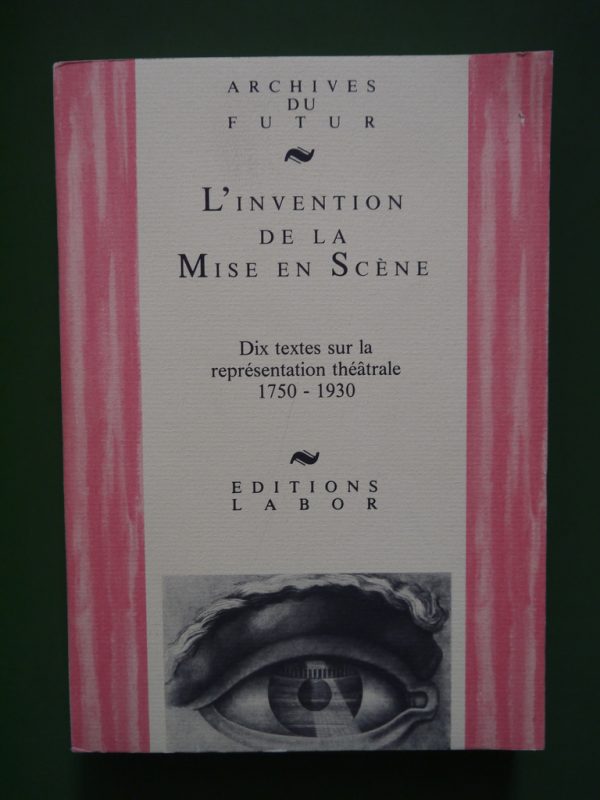 ARCHIVES
DU
FUTUR
L'INVENTION
DE LA
MISE EN SCÈNE
Dix textes sur la
représentation théâtrale
1750 - 1930
EDITIONS
LABOR